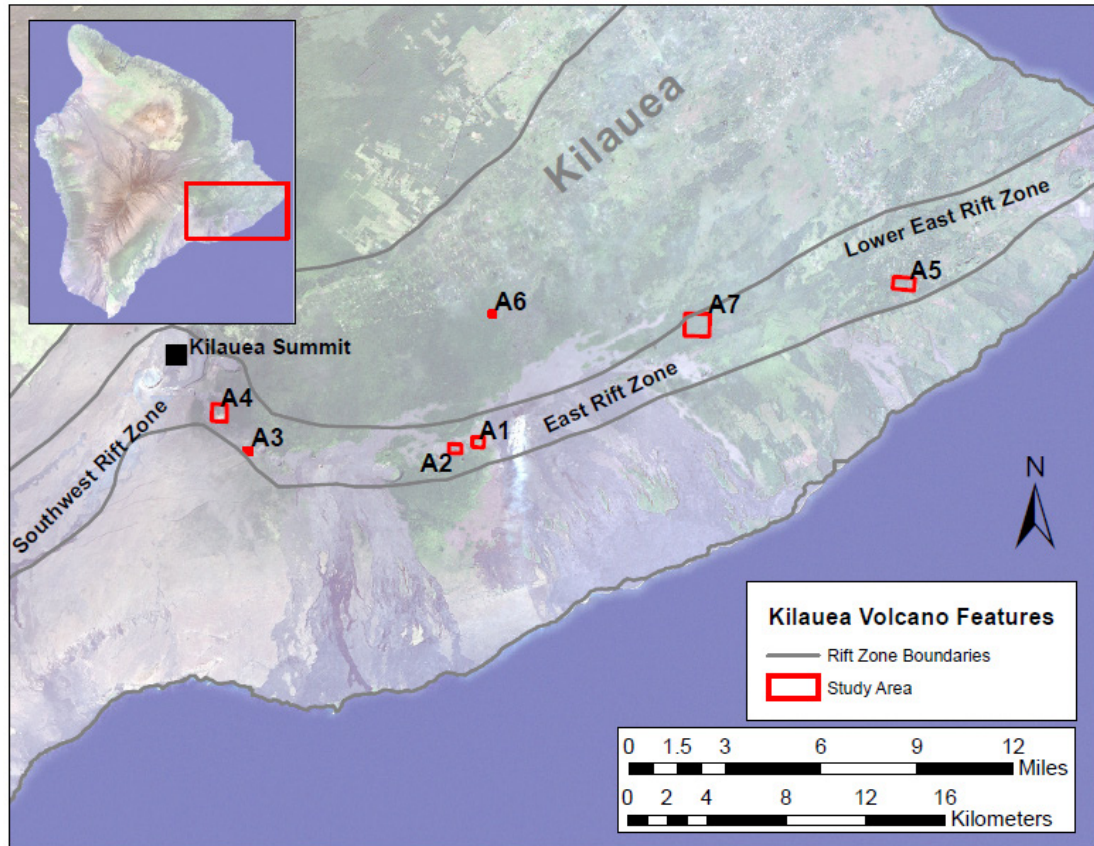 Kilauea
Lower East Rift Zone
A5
A6
A7
Kilauea Summit
East Rift Zone
A4
A1
A3
A2
Southwest Rift Zone
N
Kilauea Volcano Features
Rift Zone Boundaries
Study Area
0 1.5 3 6 9 12
Miles
0 2 4 8 12 16
Kilometers